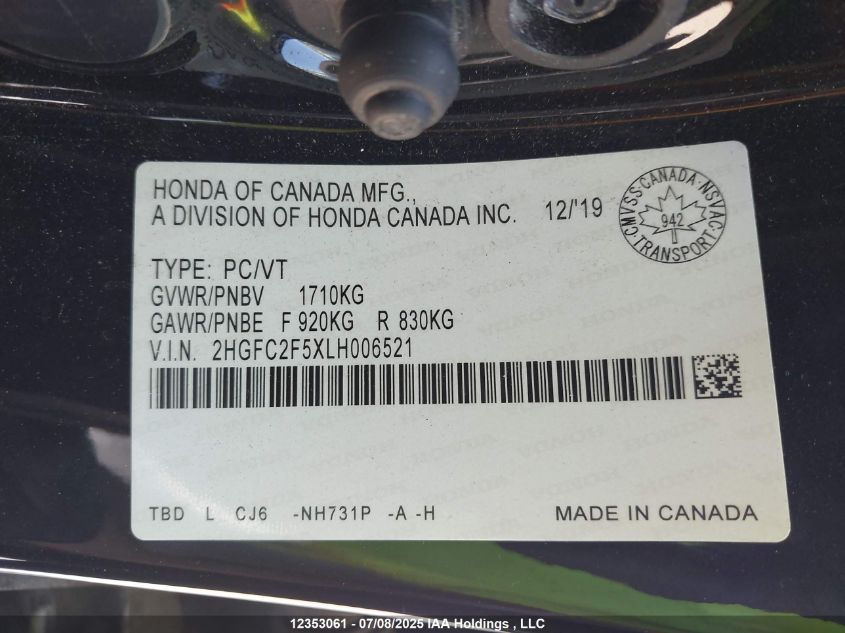 HONDA OF CANADA MFG.,
A DIVISION OF HONDA CANADA INC. 12/'19
CMVSS·CANADA·NSVAC·TRANSPORT·
942
TYPE: PC/VT
GVWR/PNBV 1710KG
GAWR/PNBE F 920KG R 830KG
V.I.N. 2HGFC2F5XLH006521
TBD L CJ6 -NH731P -A -H MADE IN CANADA
12353061 - 07/08/2025 IAA Holdings , LLC